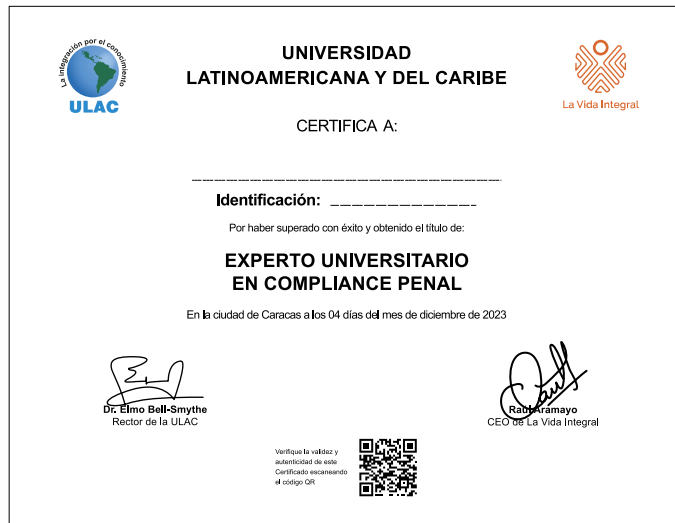 La integración por el conocimiento
ULAC
UNIVERSIDAD
LATINOAMERICANA Y DEL CARIBE
La Vida Integral
CERTIFICA A:
Identificación:
Por haber superado con éxito y obtenido el título de:
EXPERTO UNIVERSITARIO
EN COMPLIANCE PENAL
En la ciudad de Caracas a los 04 días del mes de diciembre de 2023
Dr. Elmo Bell-Smythe
Rector de la ULAC
Raúl Aramayo
CEO de La Vida Integral
Verifique la validez y
autenticidad de este
Certificado escaneando
el código QR